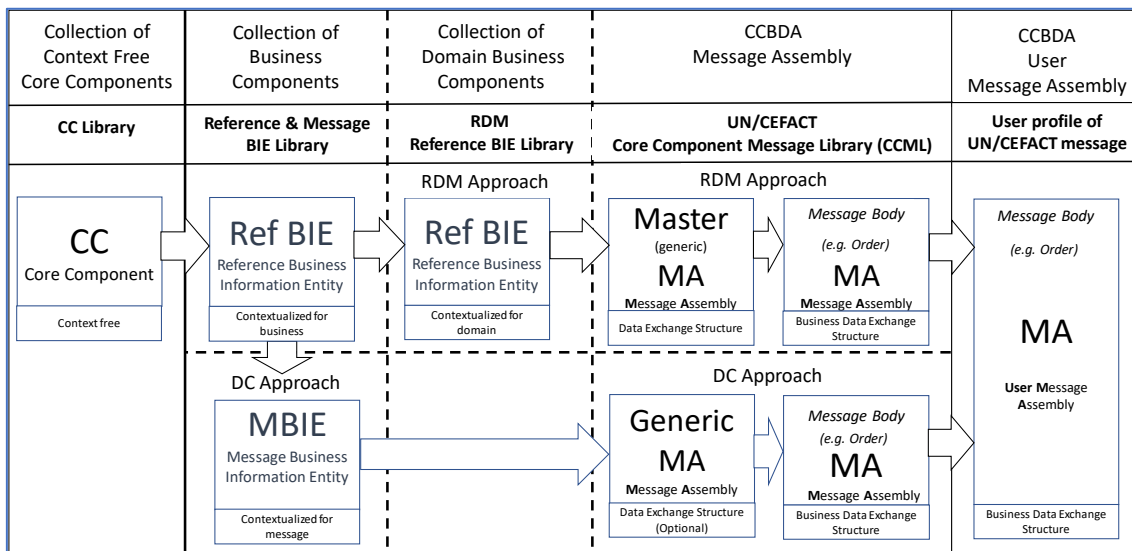 Collection of
Context Free
Core Components
Collection of
Business
Components
Collection of
Domain Business
Components
CCBDA
Message Assembly
CCBDA
User
Message Assembly
CC Library
Reference & Message
BIE Library
RDM
Reference BIE Library
UN/CEFACT
Core Component Message Library (CCML)
User profile of
UN/CEFACT message
RDM Approach
RDM Approach
CC
Core Component
Context free
Ref BIE
Reference Business
Information Entity
Contextualized for
business
Ref BIE
Reference Business
Information Entity
Contextualized for
domain
Master
(generic)
MA
Message Assembly
Data Exchange Structure
Message Body
(e.g. Order)
MA
Message Assembly
Business Data Exchange
Structure
Message Body
(e.g. Order)
MA
User Message
Assembly
Business Data Exchange
Structure
DC Approach
DC Approach
MBIE
Message Business
Information Entity
Contextualized for
message
Generic
MA
Message Assembly
Data Exchange Structure
(Optional)
Message Body
(e.g. Order)
MA
Message Assembly
Business Data Exchange
Structure